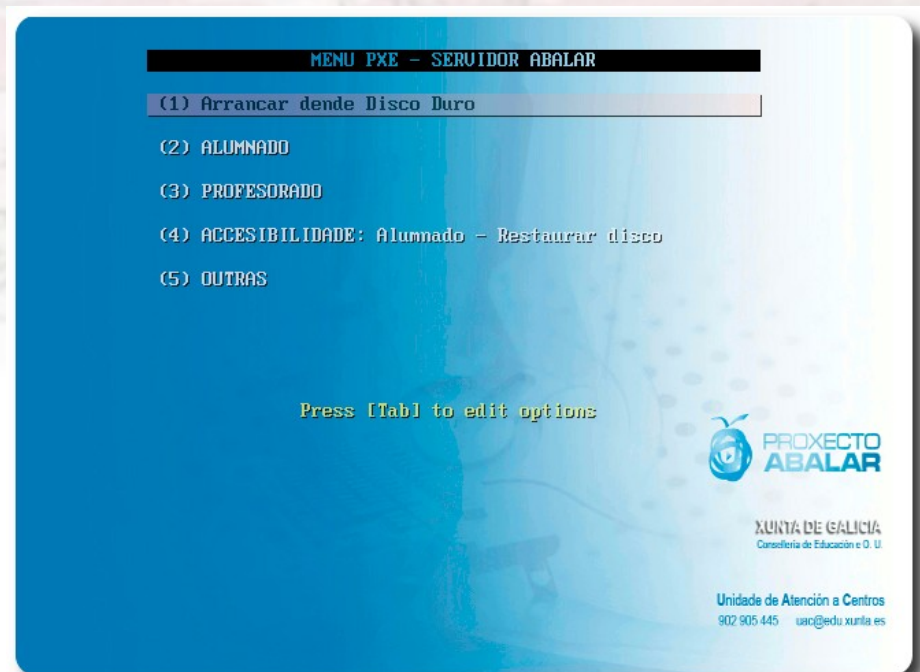 MENU PXE - SERVIDOR ABALAR
(1) Arrancar dende Disco Duro
(2) ALUMNADO
(3) PROFESORADO
(4) ACCESIBILIDADE: Alumnado - Restaurar disco
(5) OUTRAS
Press [Tab] to edit options
PROXECTO
ABALAR
XUNTA DE GALICIA
Consellería de Educación e O. U.
Unidade de Atención a Centros
902 905 445 uac@edu.xunta.es